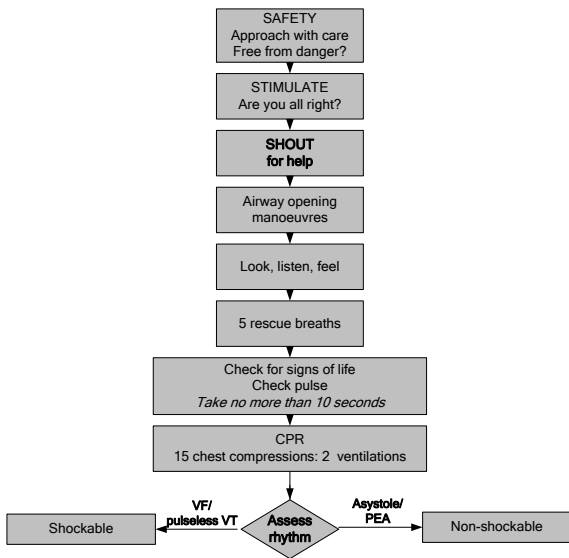 SAFETY
Approach with care
Free from danger?
STIMULATE
Are you all right?
SHOUT
for help
Airway opening
manoeuvres
Look, listen, feel
5 rescue breaths
Check for signs of life
Check pulse
Take no more than 10 seconds
CPR
15 chest compressions: 2 ventilations
VF/
pulseless VT
Asystole/
PEA
Shockable
Assess
rhythm
Non-shockable